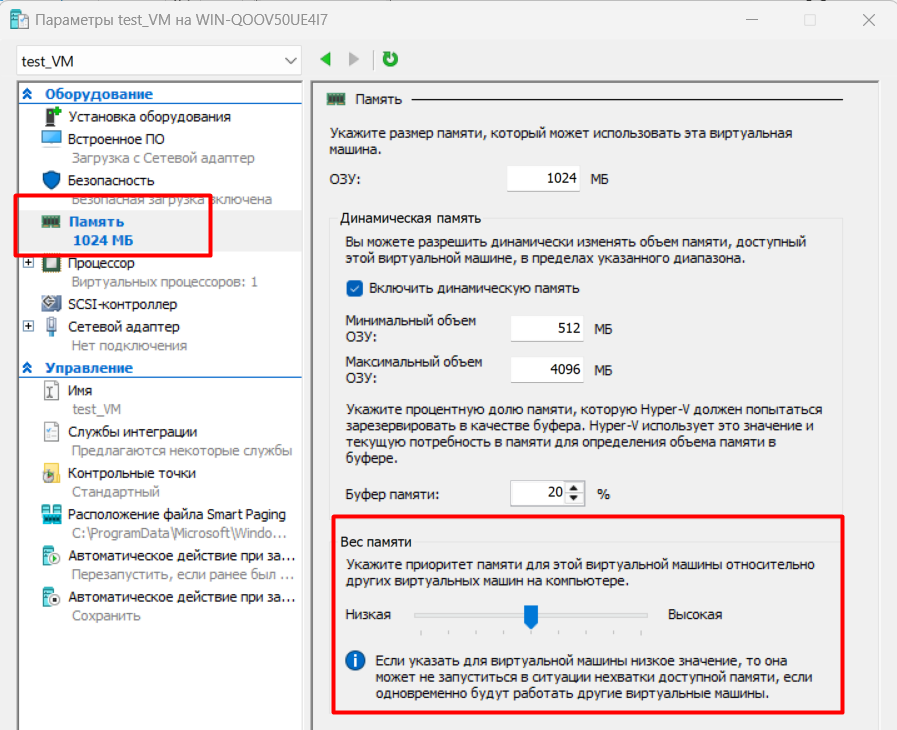 Параметры test_VM на WIN-QOOV50UE4I7
test_VM
Оборудование
Установка оборудования
Встроенное ПО
Загрузка с Сетевой адаптер
Безопасность
Безопасная загрузка включена
Память
1024 МБ
Процессор
Виртуальных процессоров: 1
SCSI-контроллер
Сетевой адаптер
Нет подключения
Управление
Имя
test_VM
Службы интеграции
Предлагаются некоторые службы
Контрольные точки
Стандартный
Расположение файла Smart Paging
C:\ProgramData\Microsoft\Windo...
Автоматическое действие при за...
Перезапустить, если ранее был ...
Автоматическое действие при за...
Сохранить
Память
Укажите размер памяти, который может использовать эта виртуальная
машина.
ОЗУ: 1024 МБ
Динамическая память
Вы можете разрешить динамически изменять объем памяти, доступный
этой виртуальной машине, в пределах указанного диапазона.
Включить динамическую память
Минимальный объем
ОЗУ: 512 МБ
Максимальный объем
ОЗУ: 4096 МБ
Укажите процентную долю памяти, которую Hyper-V должен попытаться
зарезервировать в качестве буфера. Hyper-V использует это значение и
текущую потребность в памяти для определения объема памяти в
буфере.
Буфер памяти: 20 %
Вес памяти
Укажите приоритет памяти для этой виртуальной машины относительно
других виртуальных машин на компьютере.
Низкая Высокая
Если указать для виртуальной машины низкое значение, то она
может не запуститься в ситуации нехватки доступной памяти, если
одновременно будут работать другие виртуальные машины.